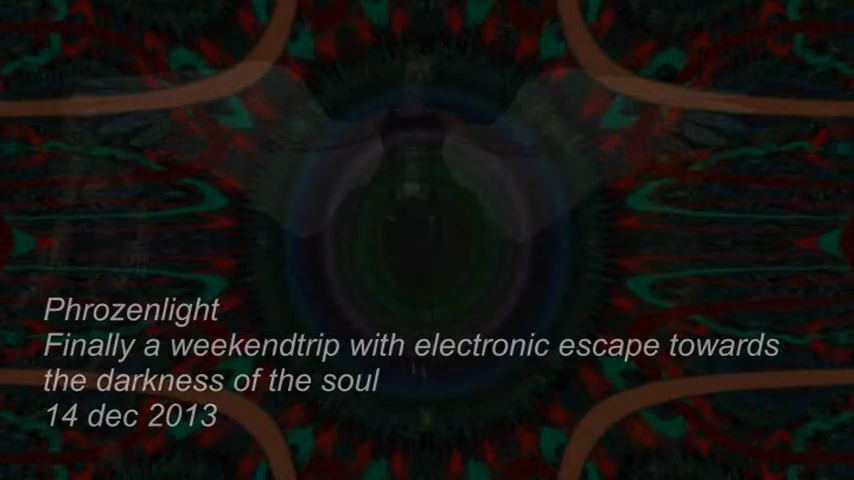 Phrozenlight
Finally a weekendtrip with electronic escape towards
the darkness of the soul
14 dec 2013